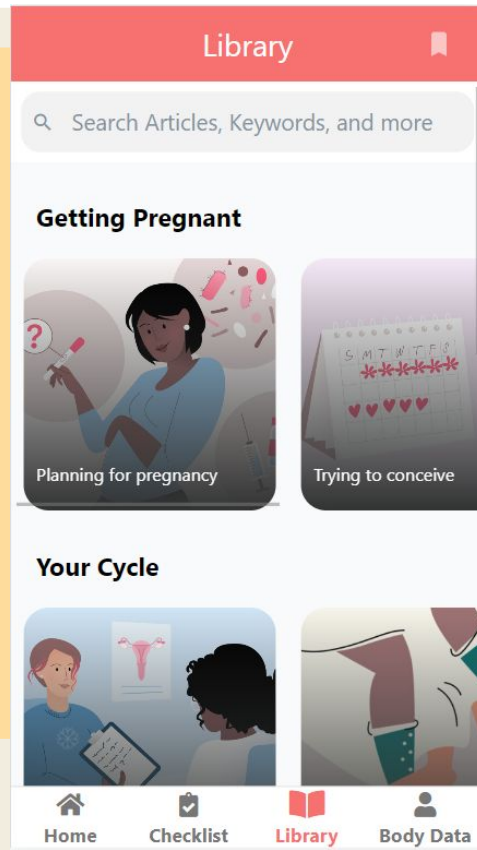 Library
Search Articles, Keywords, and more
Getting Pregnant
?
S M T W T F S
Planning for pregnancy
Trying to conceive
Your Cycle
Home
Checklist
Library
Body Data